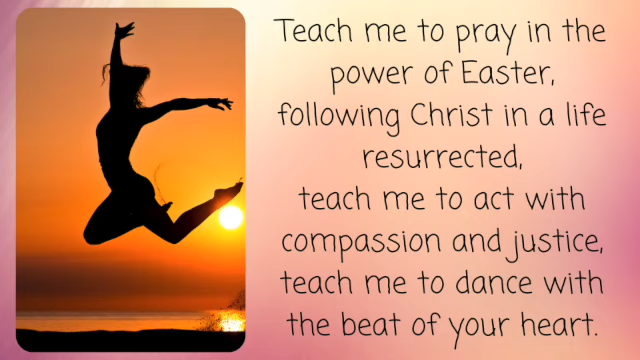 Teach me to pray in the
power of Easter,
following Christ in a life
resurrected,
teach me to act with
compassion and justice,
teach me to dance with
the beat of your heart.